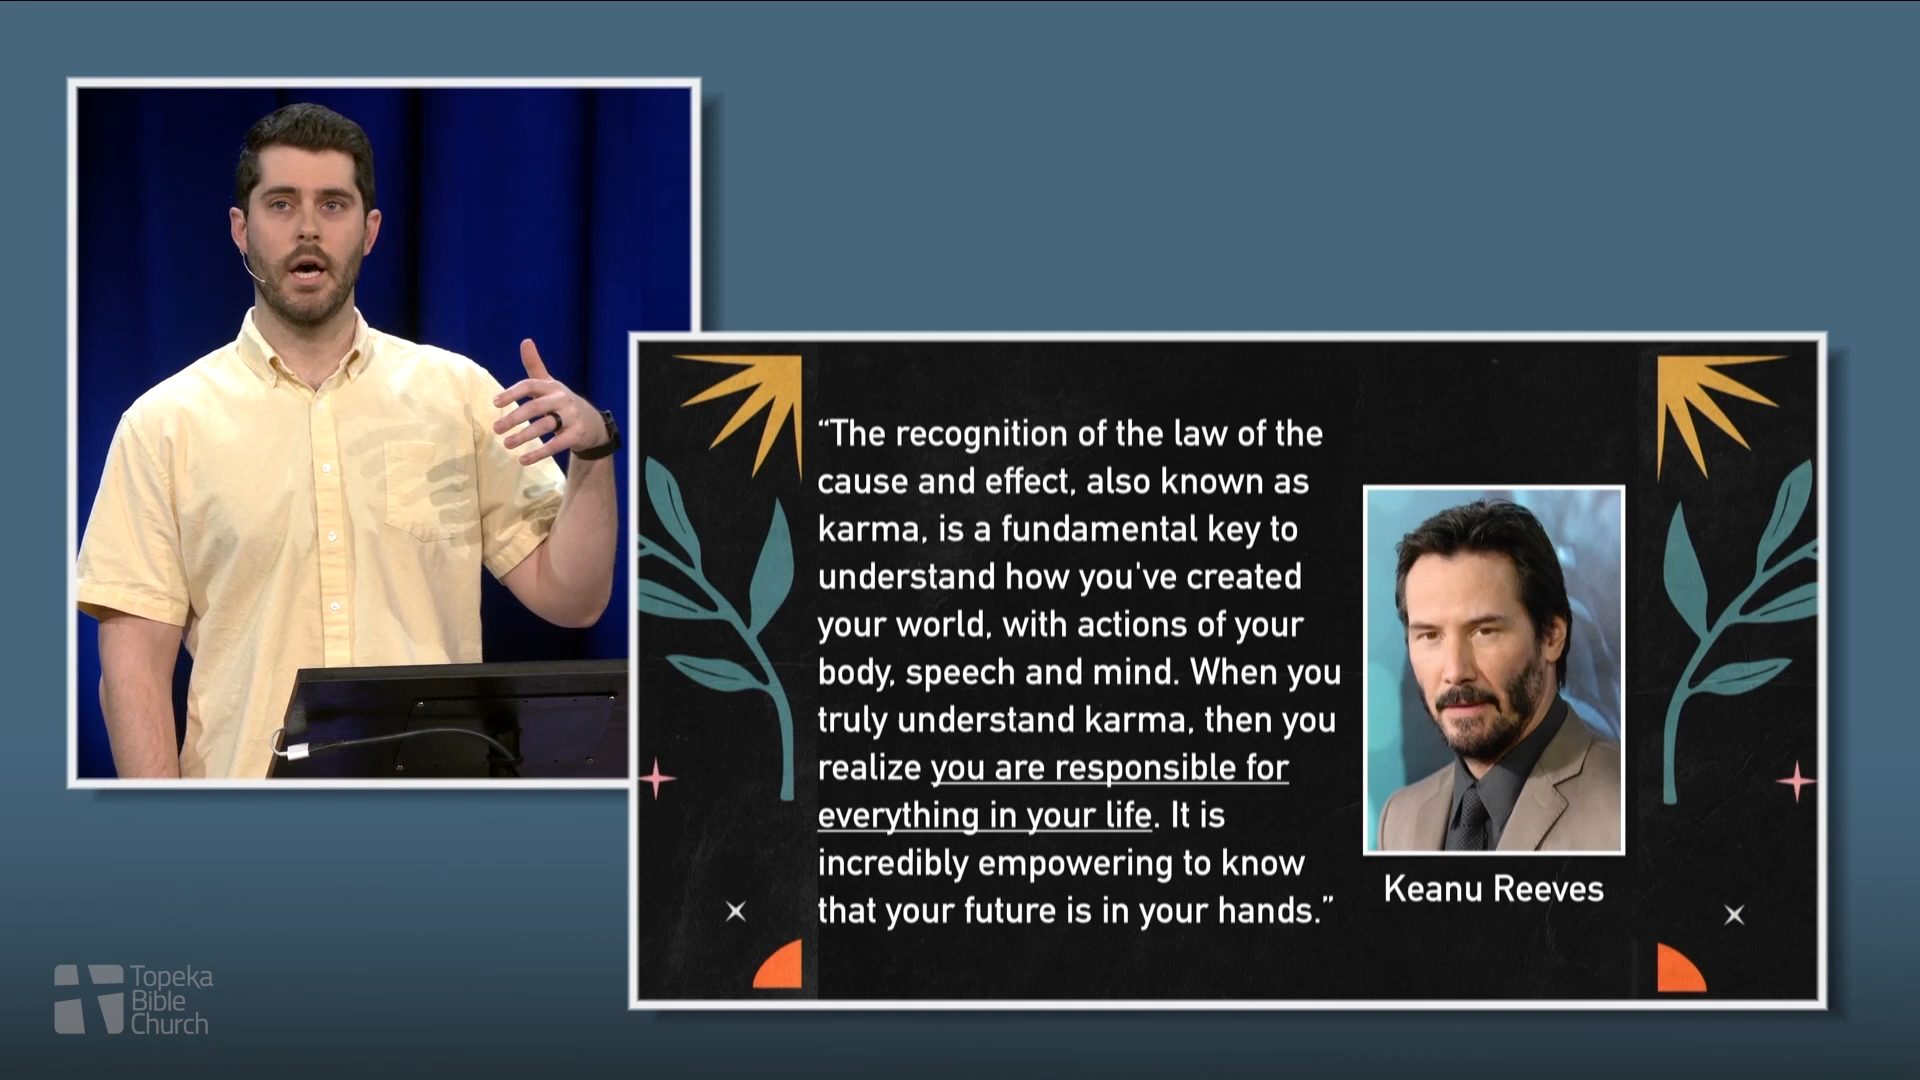 “The recognition of the law of the
cause and effect, also known as
karma, is a fundamental key to
understand how you've created
your world, with actions of your
body, speech and mind. When you
truly understand karma, then you
realize you are responsible for
everything in your life. It is
incredibly empowering to know
that your future is in your hands.”
Keanu Reeves
Topeka
Bible
Church